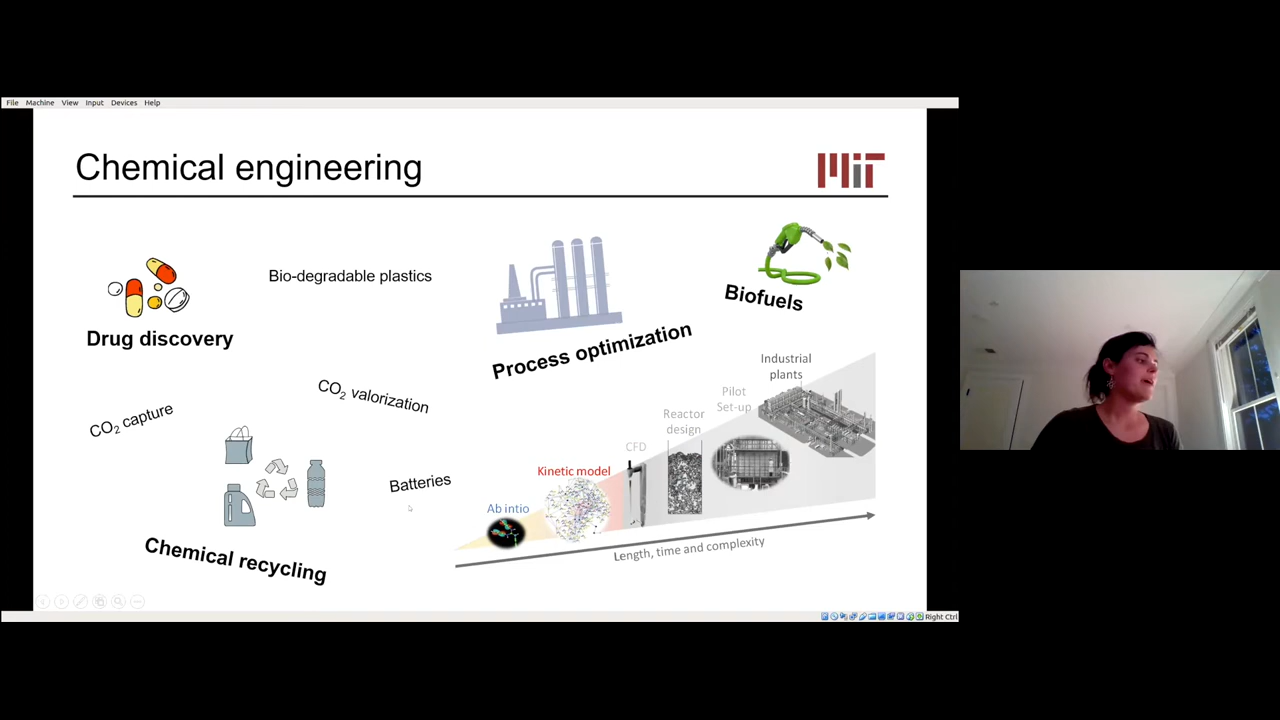 File Machine View Input Devices Help
Chemical engineering
MIT
Bio-degradable plastics
Biofuels
Drug discovery
Process optimization
Industrial
plants
CO2 valorization
Pilot
Set-up
CO2 capture
Reactor
design
CFD
Kinetic model
Batteries
Ab intio
Length, time and complexity
Chemical recycling
Right Ctrl